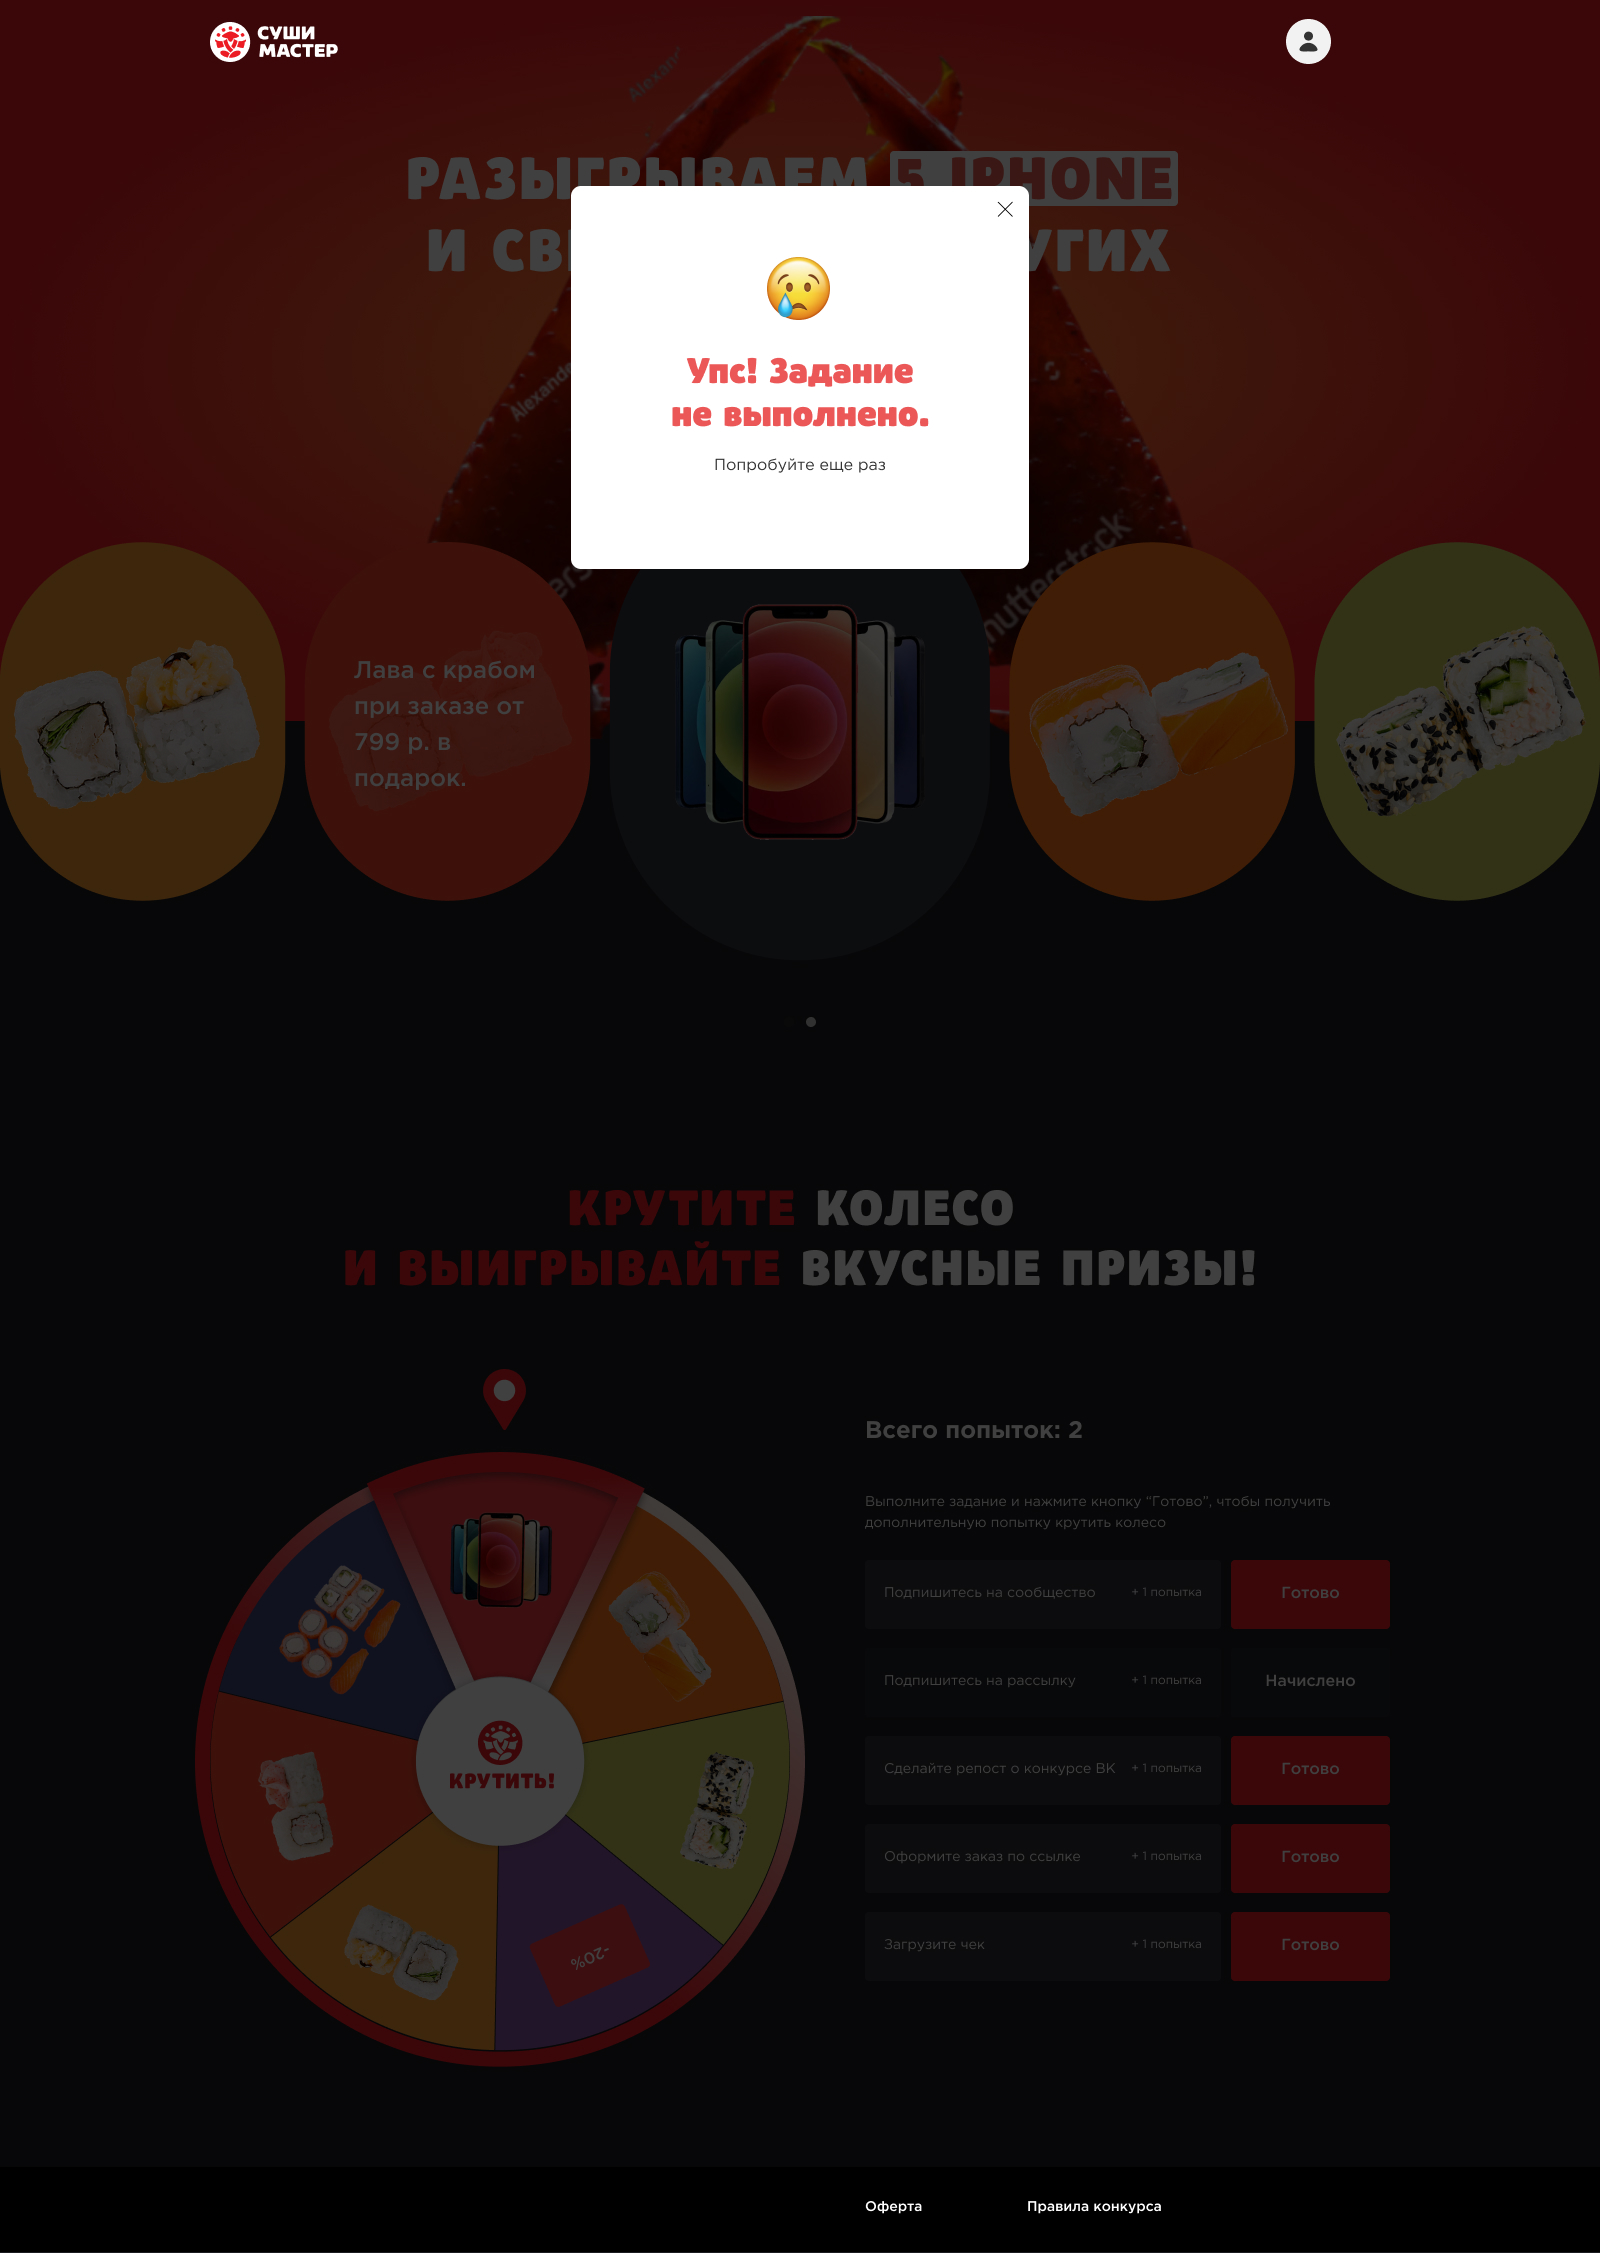 СУШИ
МАСТЕР
Alexander
РАЗЫГРЫВАЕМ 5 IPHONE
И УГИХ
Упс! Задание
не выполнено.
Попробуйте еще раз
Лава с крабом
при заказе от
799 р. в
подарок.
КРУТИТЕ КОЛЕСО
И ВЫИГРЫВАЙТЕ ВКУСНЫЕ ПРИЗЫ!
КРУТИТЬ!
-20%
Всего попыток: 2
Выполните задание и нажмите кнопку “Готово”, чтобы получить
дополнительную попытку крутить колесо
Подпишитесь на сообщество + 1 попытка Готово
Подпишитесь на рассылку + 1 попытка Начислено
Сделайте репост о конкурсе ВК + 1 попытка Готово
Оформите заказ по ссылке + 1 попытка Готово
Загрузите чек + 1 попытка Готово
Оферта Правила конкурса